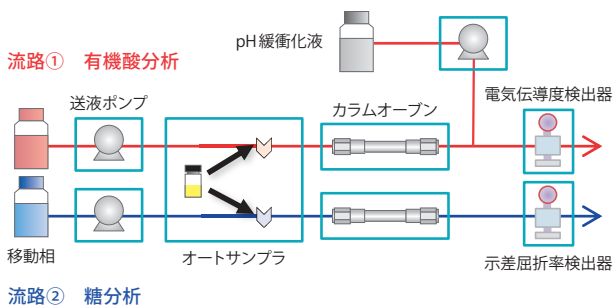 pH緩衝化液
流路① 有機酸分析
送液ポンプ
カラムオーブン
電気伝導度検出器
移動相
オートサンプラ
示差屈折率検出器
流路② 糖分析